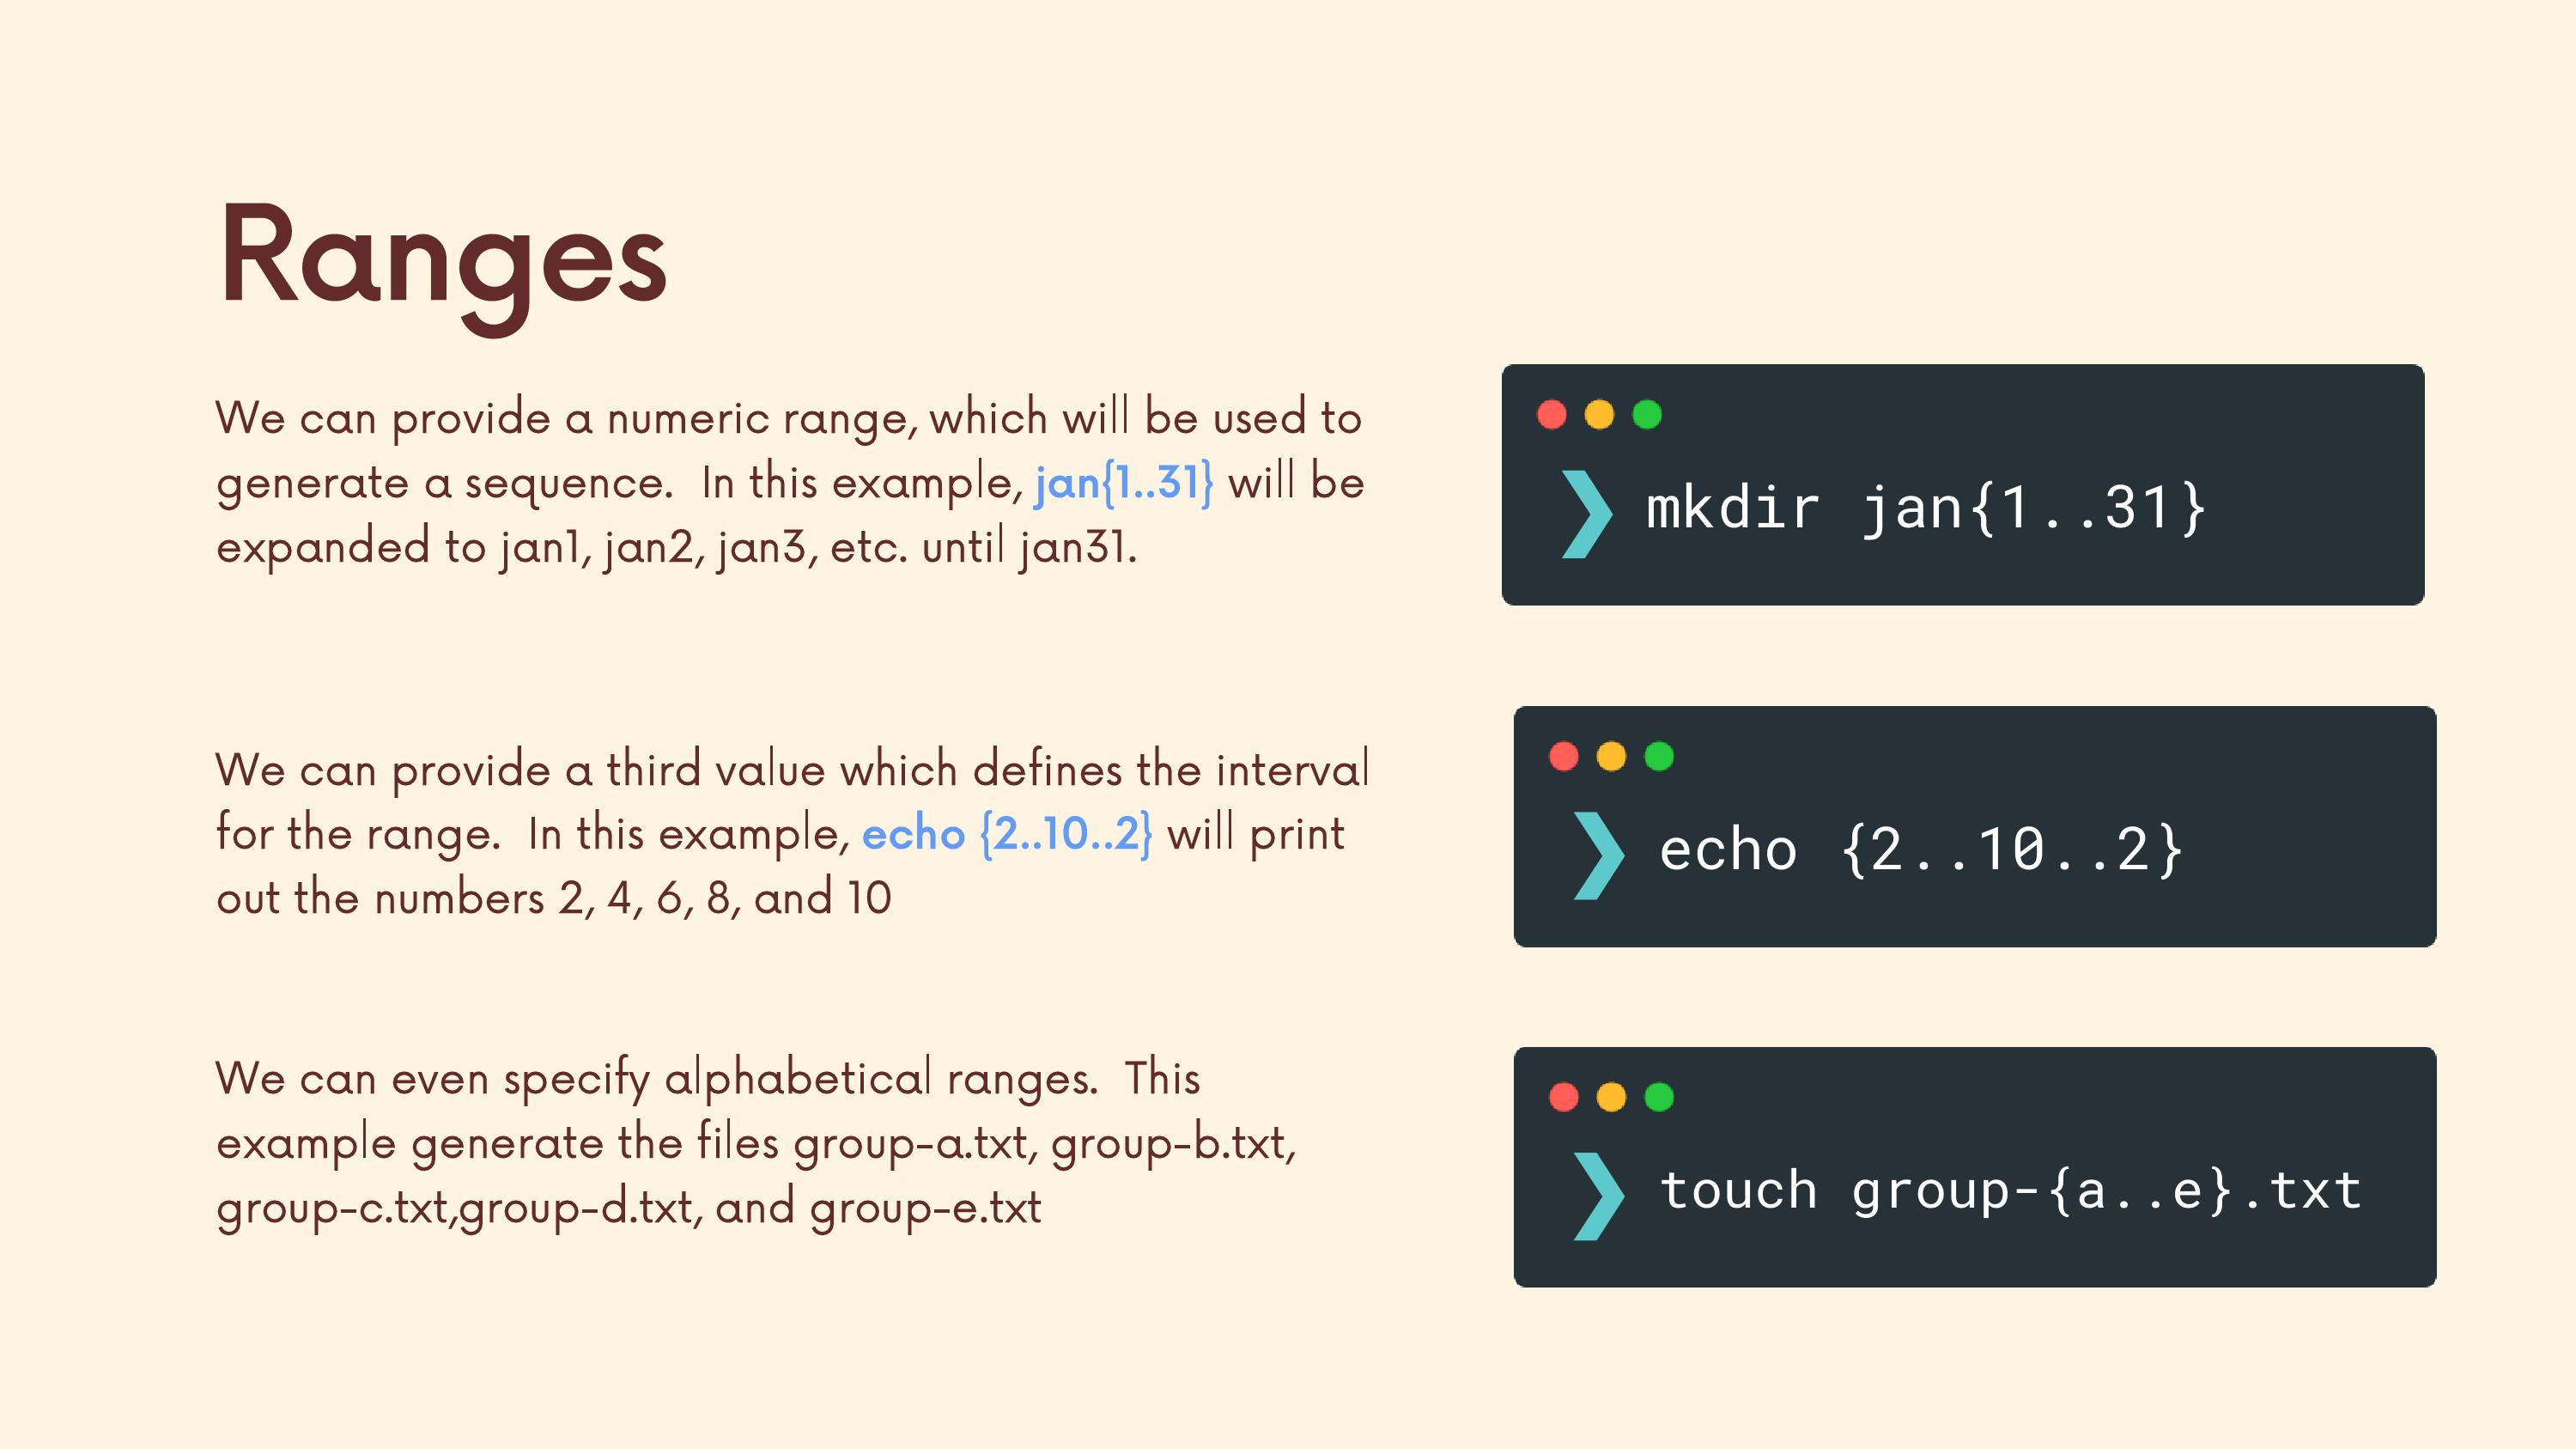 Ranges
We can provide a numeric range, which will be used to
generate a sequence.  In this example, jan{1..31} will be
expanded to jan1, jan2, jan3, etc. until jan31.
❯ mkdir jan{1..31}
We can provide a third value which defines the interval
for the range.  In this example, echo {2..10..2} will print
out the numbers 2, 4, 6, 8, and 10
❯ echo {2..10..2}
We can even specify alphabetical ranges.  This
example generate the files group-a.txt, group-b.txt,
group-c.txt,group-d.txt, and group-e.txt
❯ touch group-{a..e}.txt